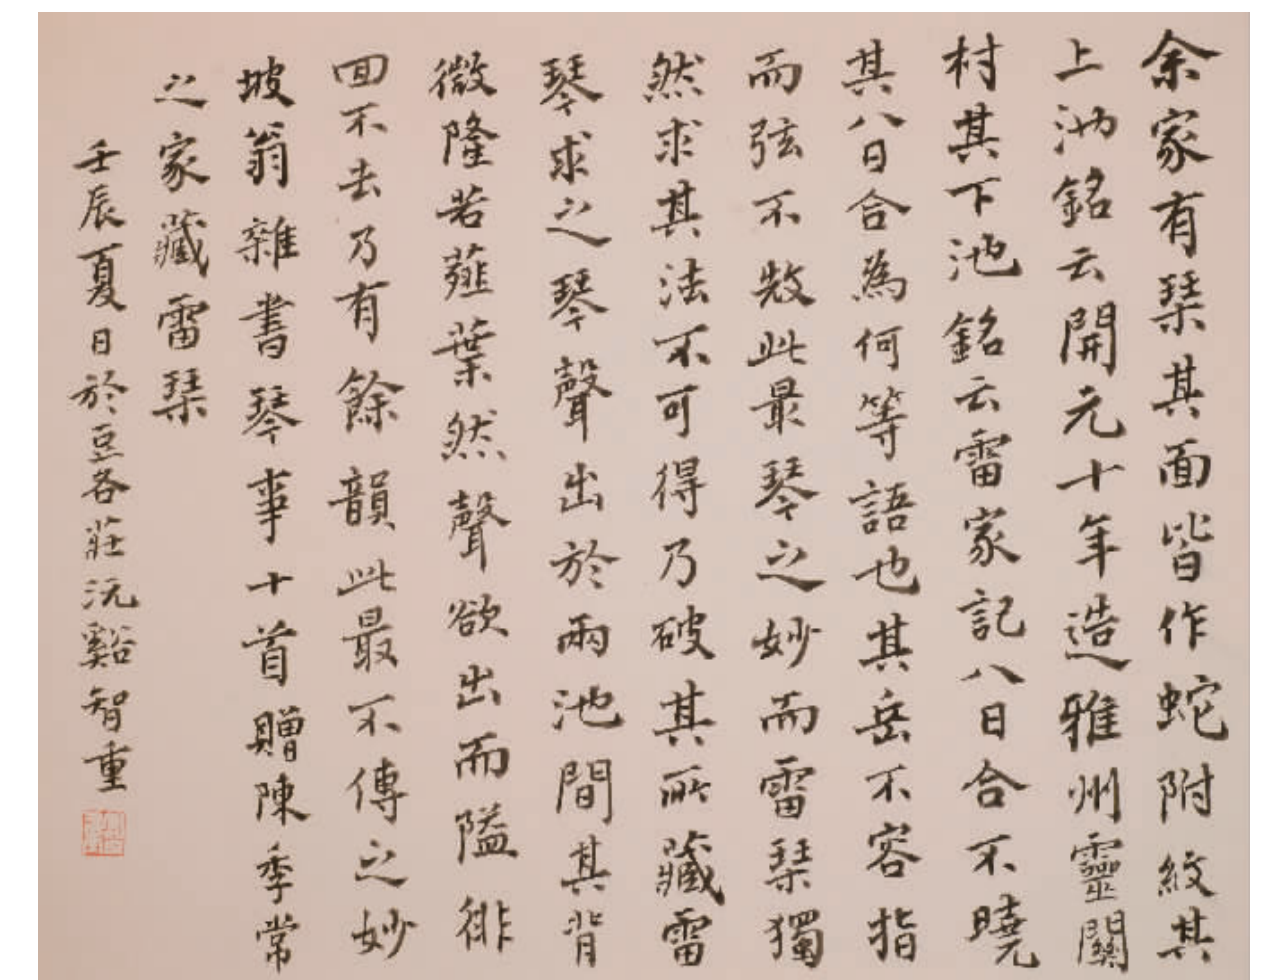 余家有琹其面皆作蛇附紋其
上池銘云開元十年造雅州靈關
村其下池銘云雷家記八日合不曉
其八日合為何等語也其岳不容指
而弦不㪇此最琴之妙而雷琹獨
然求其法不可得乃破其所藏雷
琴求之琴聲出於兩池間其背
微隆若薤葉然聲欲出而隘徘
回不去乃有餘韻此最不傳之妙
坡翁雜書琴事十首贈陳季常
之家藏雷琹
壬辰夏日於豆各莊沅谿智重